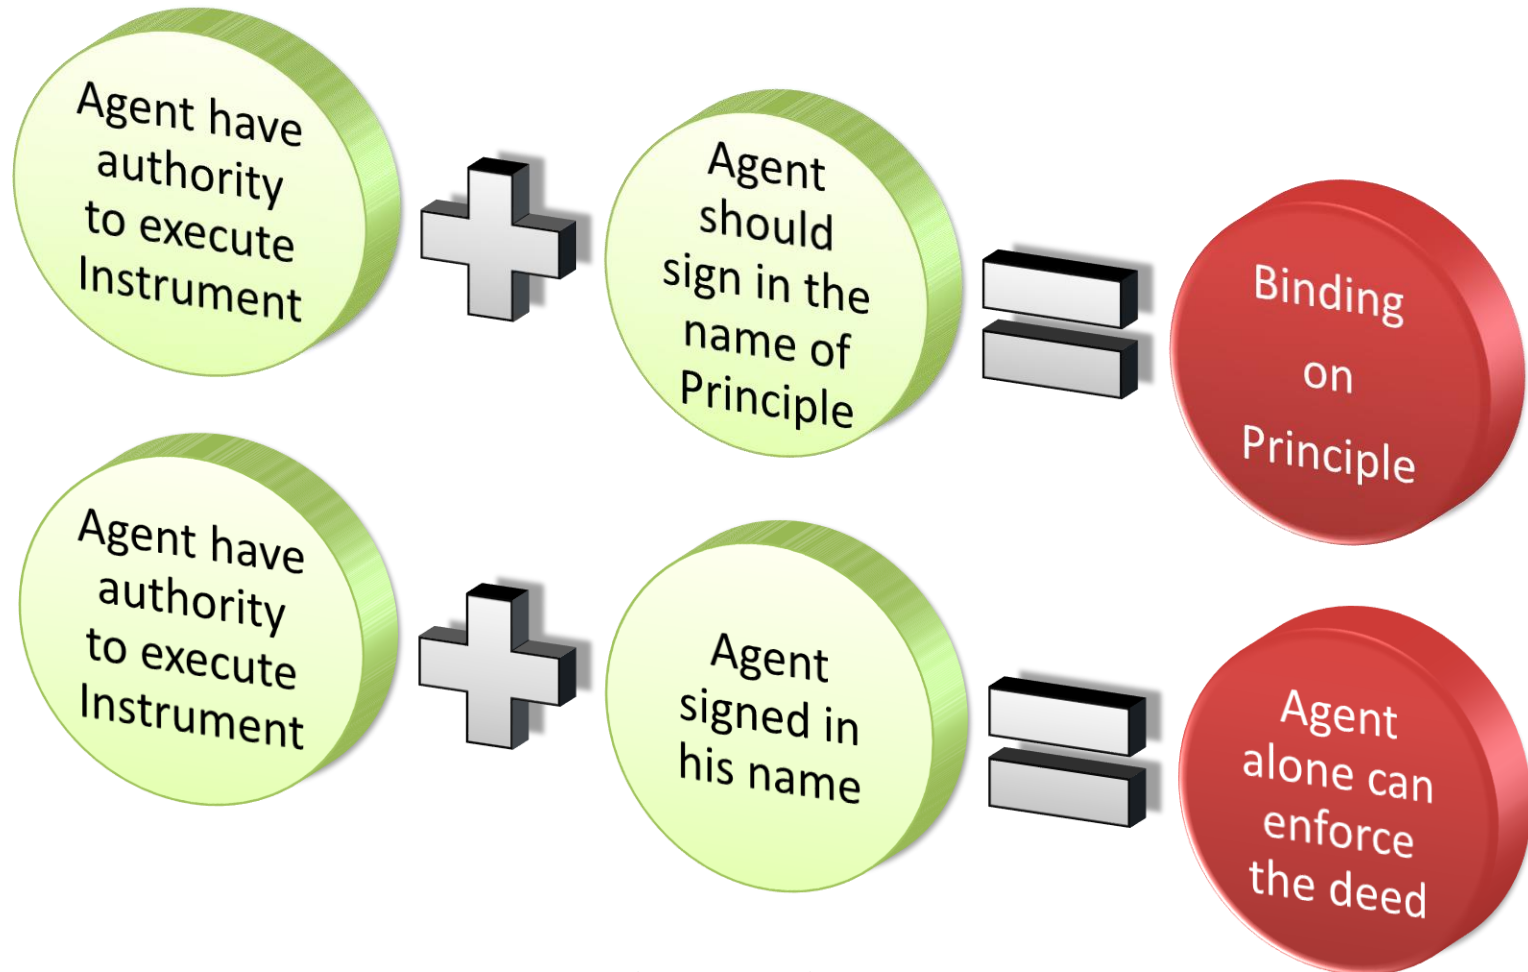 Agent have
authority
to execute
Instrument
Agent
should
sign in the
name of
Principle
Binding
on
Principle
Agent have
authority
to execute
Instrument
Agent
signed in
his name
Agent
alone can
enforce
the deed